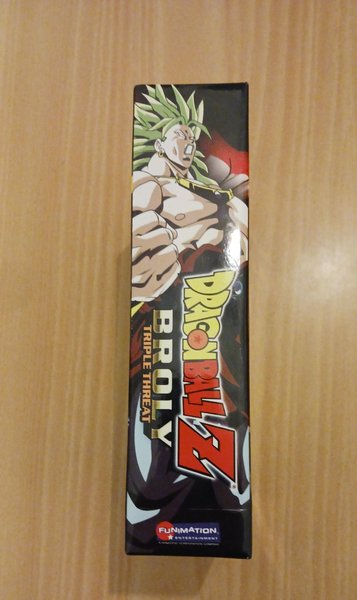 DRAGON BALL Z
BROLY
TRIPLE THREAT
FUNIMATION
ENTERTAINMENT